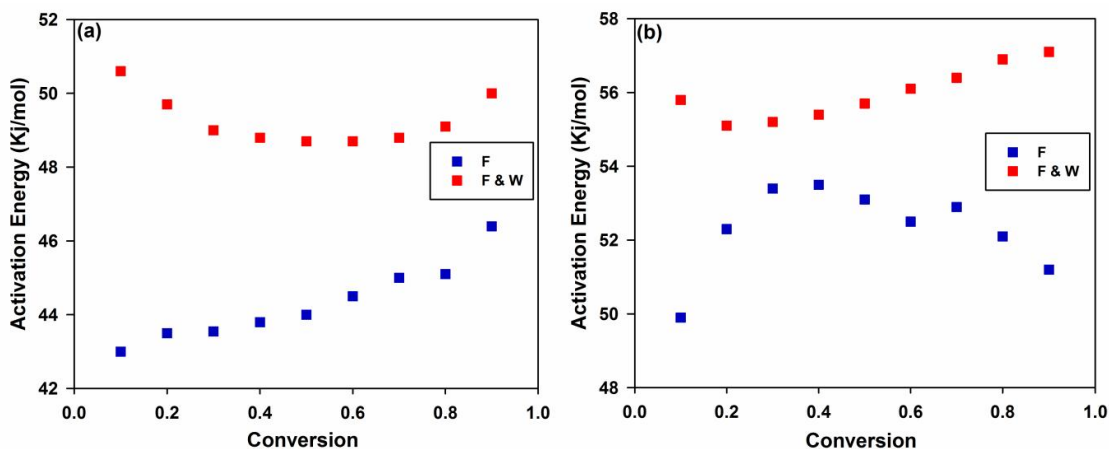 (a)
Activation Energy (Kj/mol)
52
50
48
46
44
42
F
F & W
0.0 0.2 0.4 0.6 0.8 1.0
Conversion
(b)
Activation Energy (Kj/mol)
58
56
54
52
50
48
F
F & W
0.0 0.2 0.4 0.6 0.8 1.0
Conversion